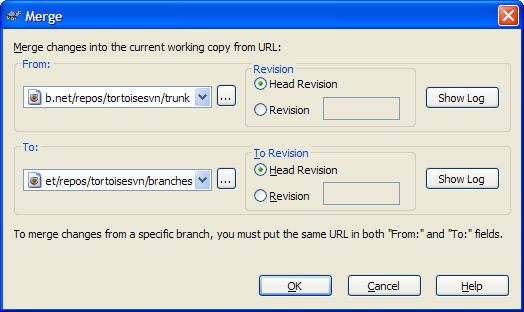 Merge
Merge changes into the current working copy from URL:
From:
Revision
b.net/repos/tortoisesvn/trunk
...
Head Revision
Revision
Show Log
To:
To Revision
et/repos/tortoisesvn/branches
...
Head Revision
Revision
Show Log
To merge changes from a specific branch, you must put the same URL in both "From:" and "To:" fields.
OK
Cancel
Help